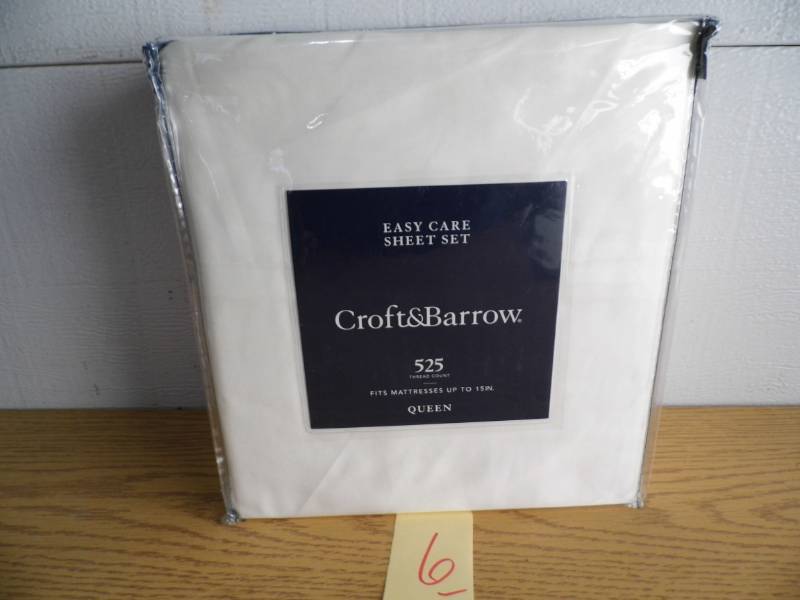 EASY CARE
SHEET SET
Croft&Barrow®
525
THREAD COUNT
FITS MATTRESSES UP TO 15IN.
QUEEN
6